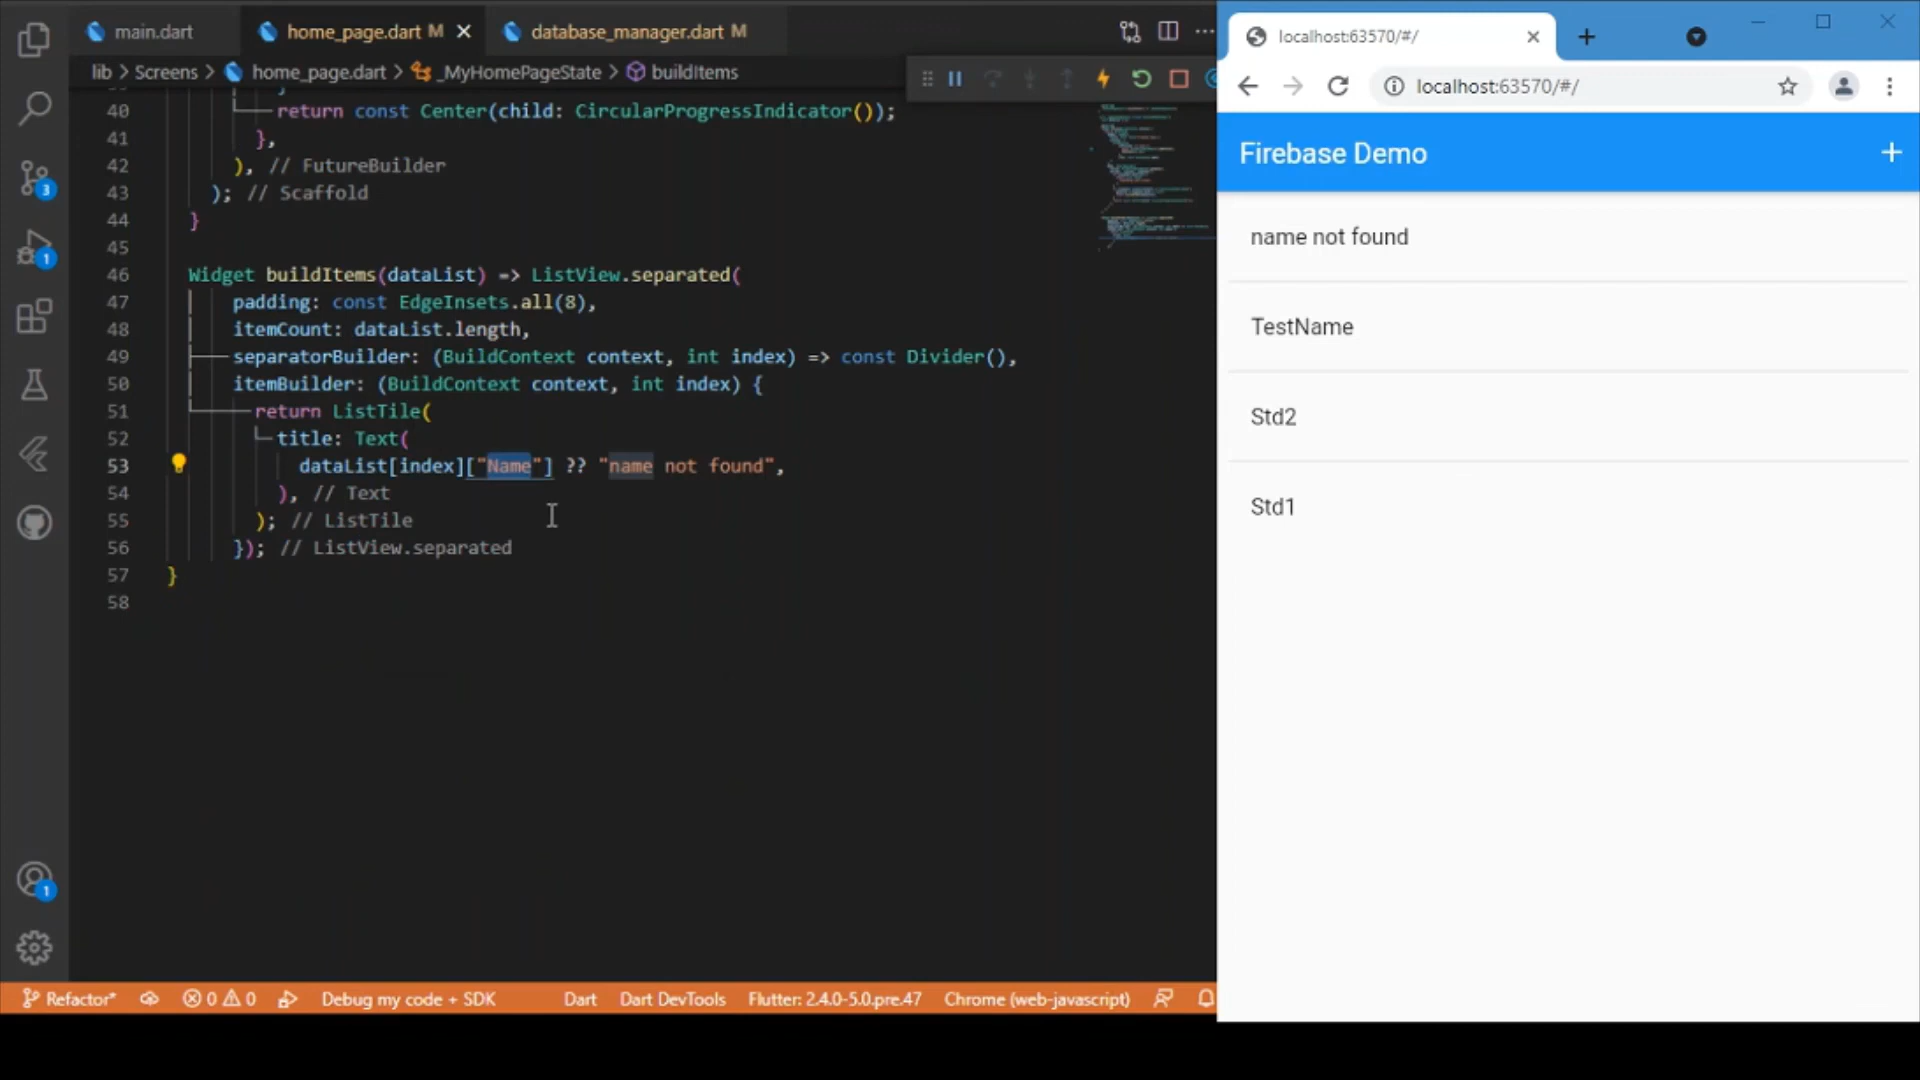 main.dart
home_page.dart M
database_manager.dart M
lib > Screens > home_page.dart > _MyHomePageState > buildItems
40 return const Center(child: CircularProgressIndicator());
41 },
42 ), // FutureBuilder
43 ); // Scaffold
44 }
45
46 Widget buildItems(dataList) => ListView.separated(
47 padding: const EdgeInsets.all(8),
48 itemCount: dataList.length,
49 separatorBuilder: (BuildContext context, int index) => const Divider(),
50 itemBuilder: (BuildContext context, int index) {
51 return ListTile(
52 title: Text(
53 dataList[index]["Name"] ?? "name not found",
54 ), // Text
55 ); // ListTile
56 }); // ListView.separated
57 }
58
3
1
1
Refactor* 0 0 Debug my code + SDK Dart Dart DevTools Flutter: 2.4.0-5.0.pre.47 Chrome (web-javascript)
localhost:63570/#/
localhost:63570/#/
Firebase Demo +
name not found
TestName
Std2
Std1